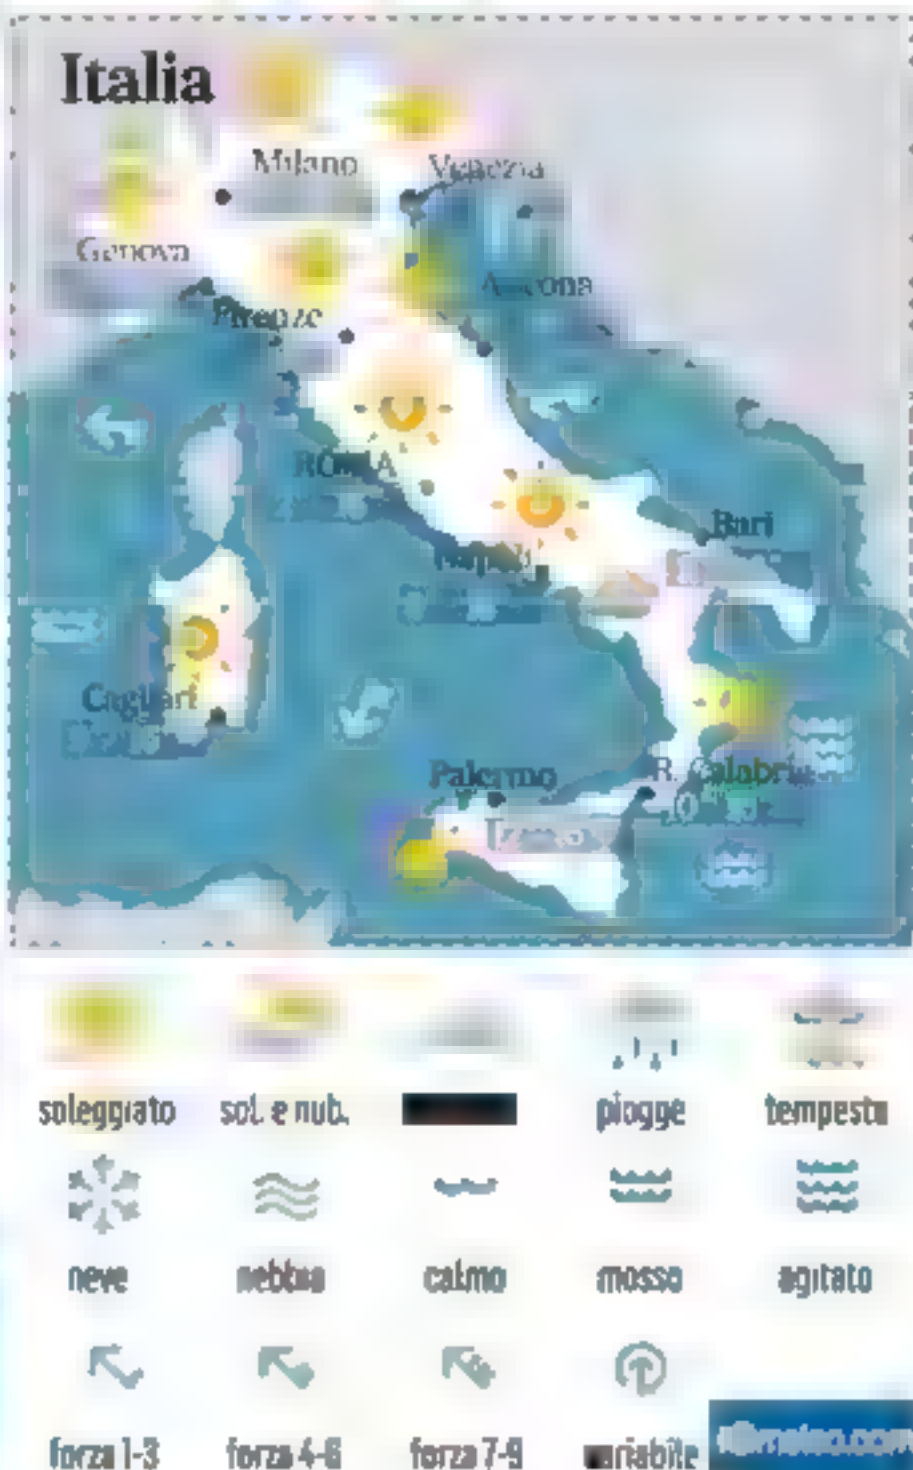 Italia
Milano
Venezia
Genova
Ancona
Firenze
ROMA
Bari
Napoli
Cagliari
Palermo
R. Calabria
soleggiato sol. e nub. piogge tempesta
neve nebbia calmo mosso agitato
forza 1-3 forza 4-6 forza 7-9 variabile